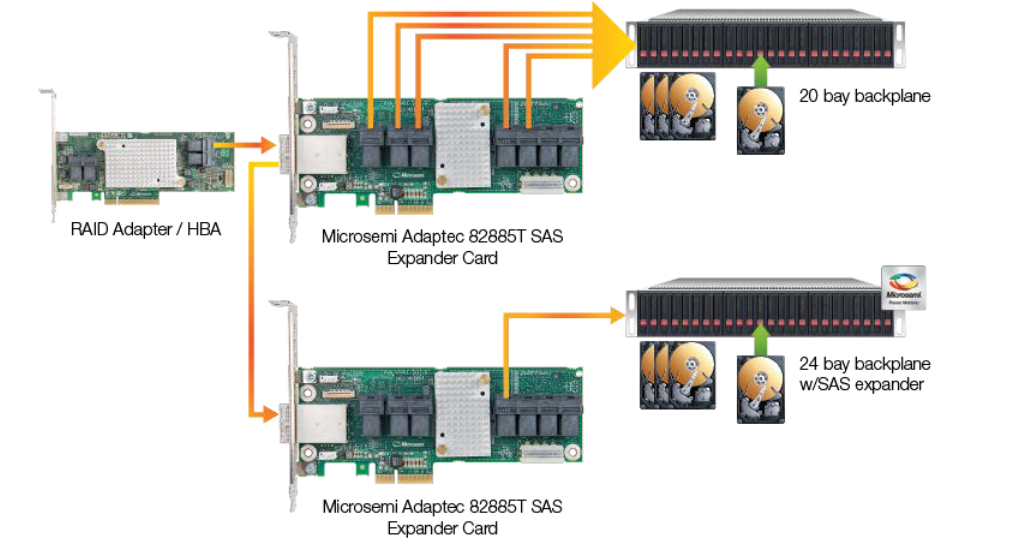 20 bay backplane
RAID Adapter / HBA
Microsemi Adaptec 82885T SAS
Expander Card
Microsemi
24 bay backplane
w/SAS expander
Microsemi
Microsemi Adaptec 82885T SAS
Expander Card